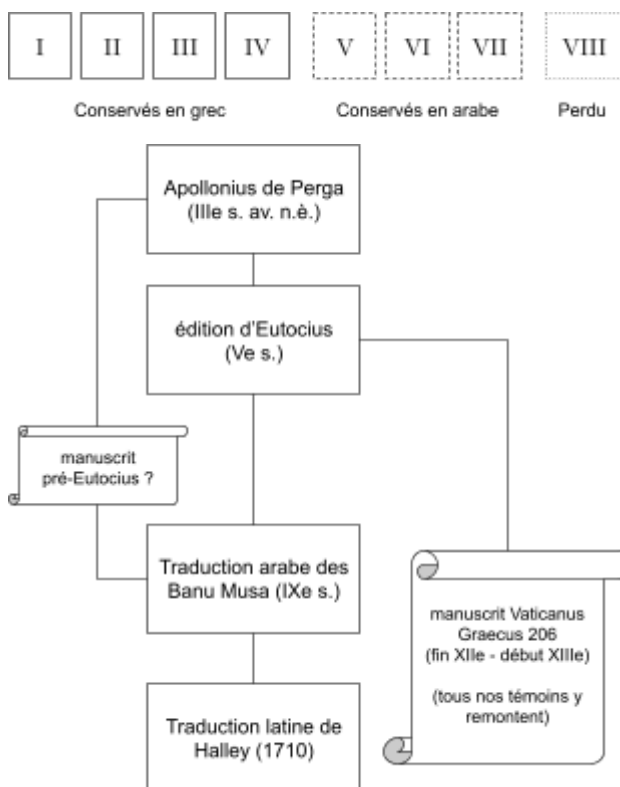 I II III IV V VI VII VIII
Conservés en grec Conservés en arabe Perdu
Apollonius de Perga
(IIIe s. av. n.è.)
édition d'Eutocius
(Ve s.)
manuscrit
pré-Eutocius ?
Traduction arabe des
Banu Musa (IXe s.)
manuscrit Vaticanus
Graecus 206
(fin XIIe - début XIIIe)
(tous nos témoins y
remontent)
Traduction latine de
Halley (1710)